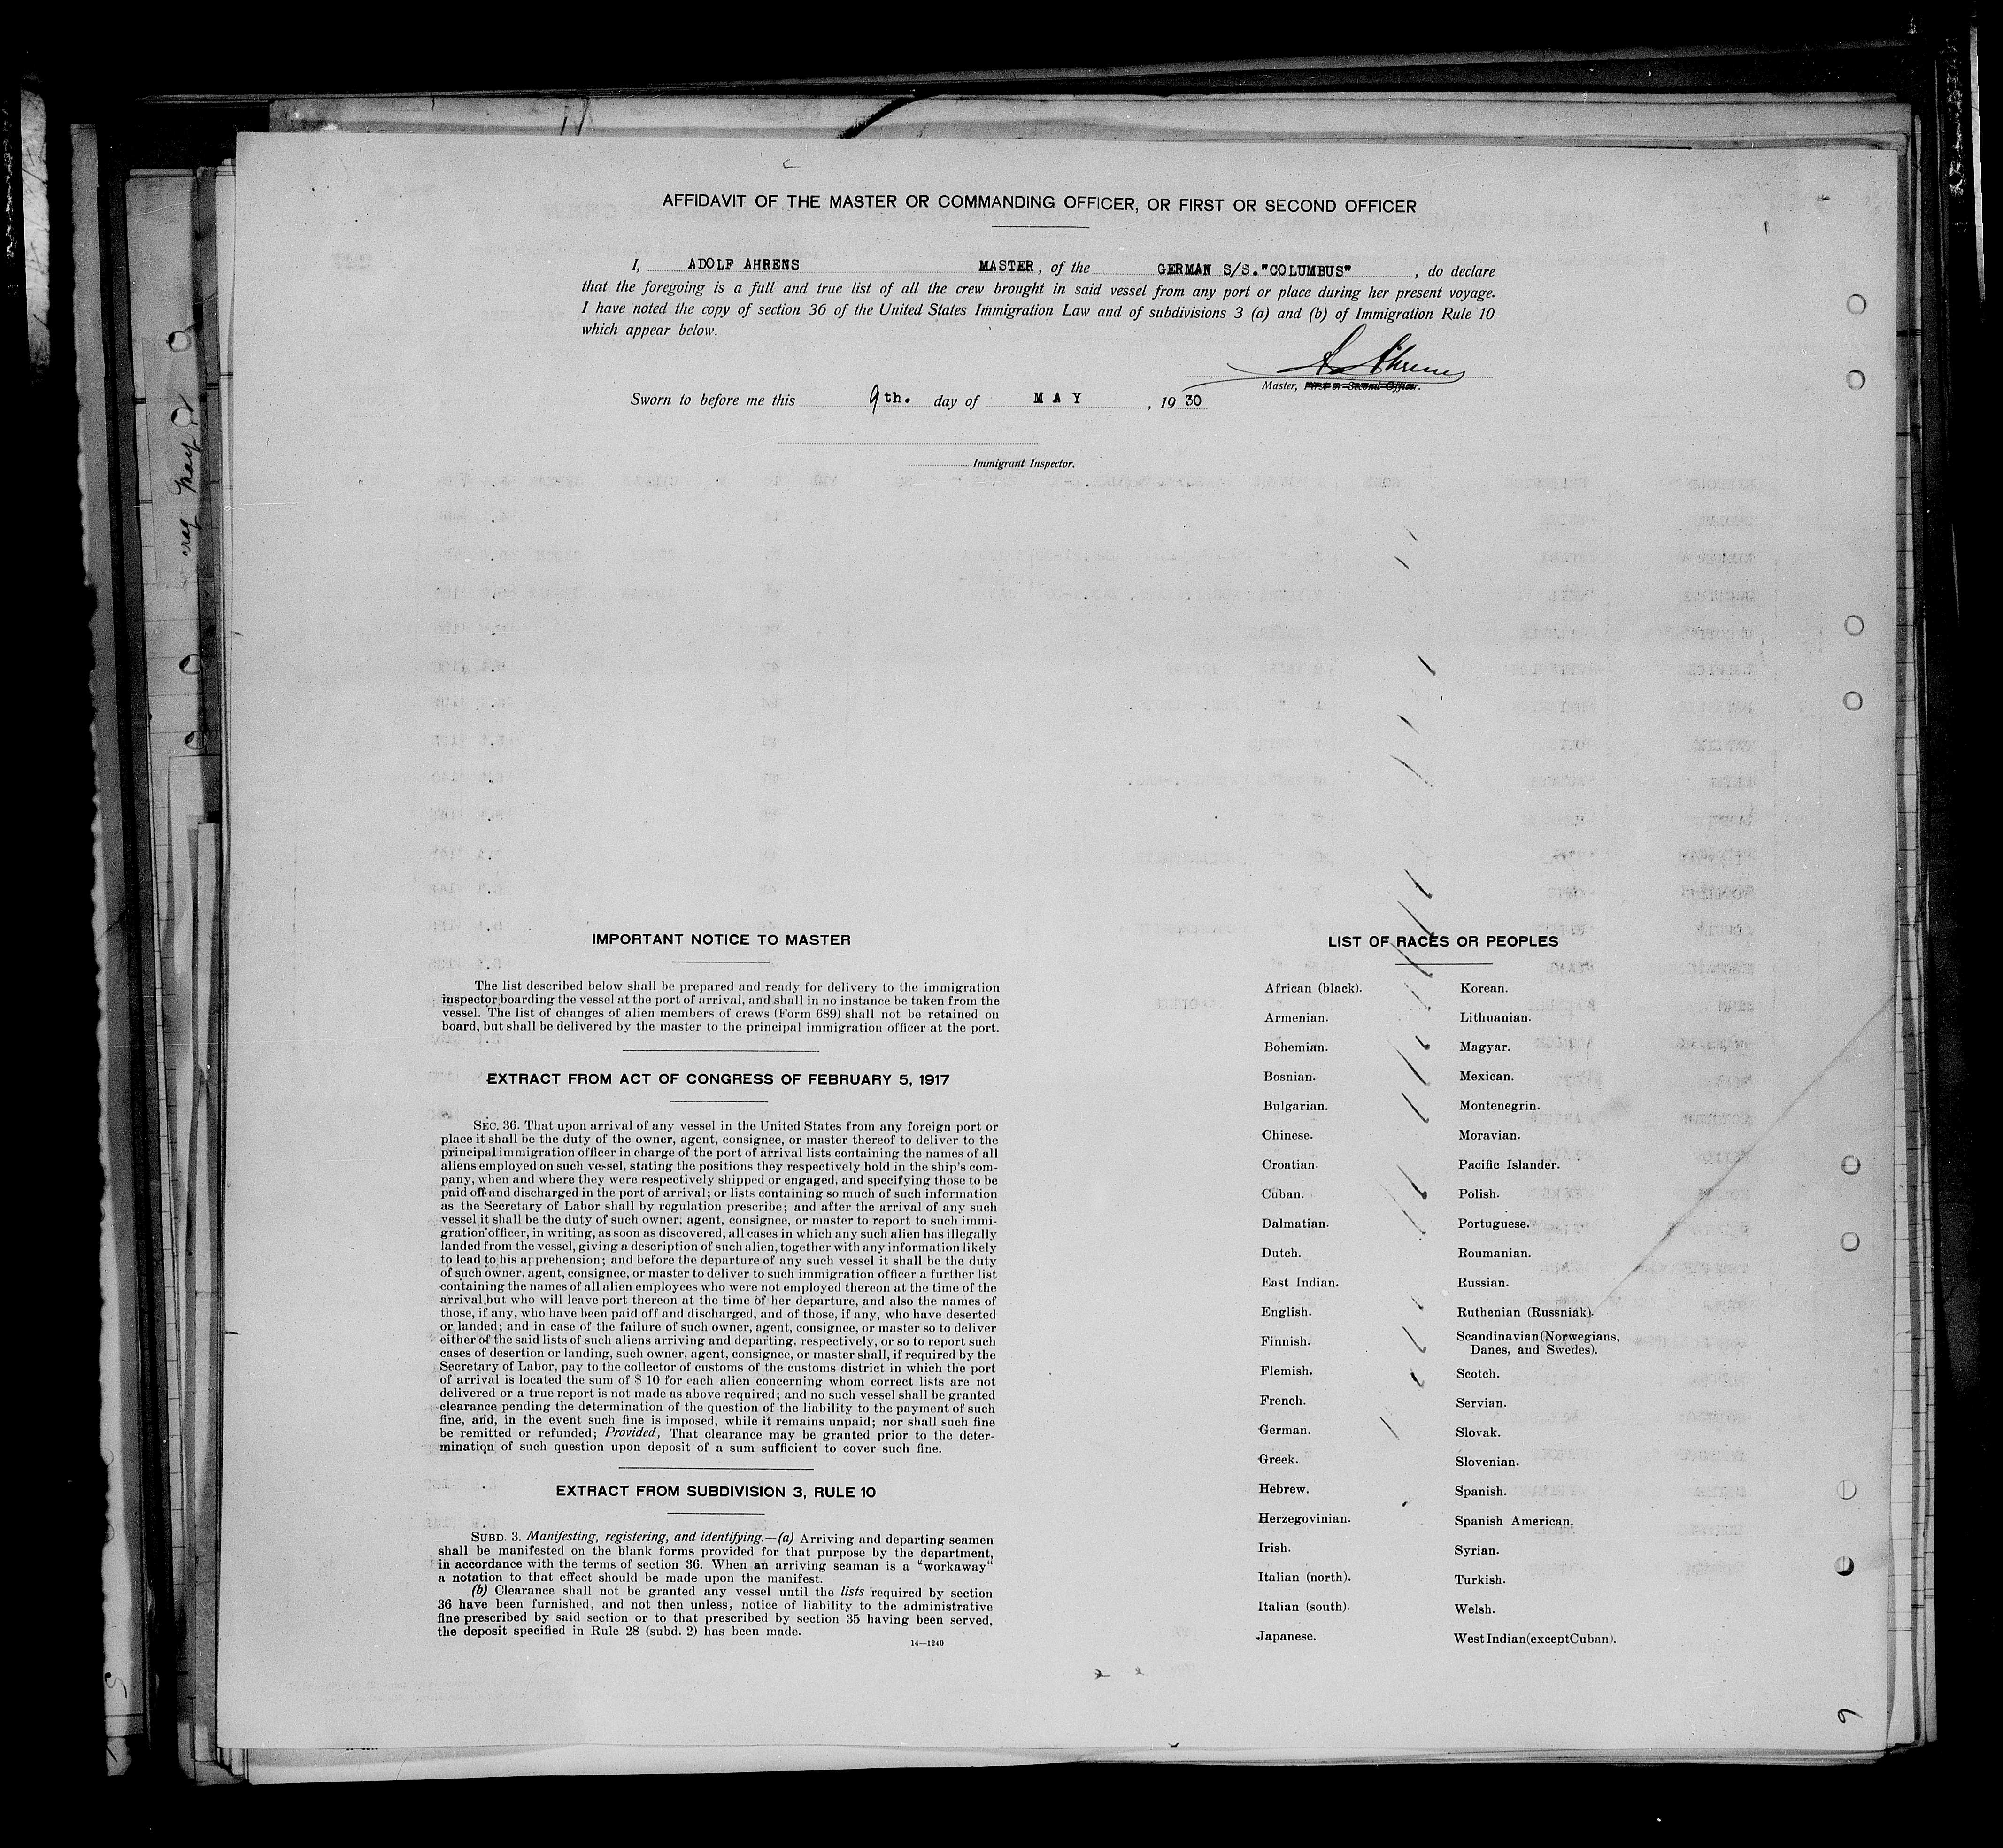 AFFIDAVIT OF THE MASTER OR COMMANDING OFFICER, OR FIRST OR SECOND OFFICER
I, ADOLF AHRENS MASTER, of the GERMAN S/S."COLUMBUS", do declare
that the foregoing is a full and true list of all the crew brought in said vessel from any port or place during her present voyage.
I have noted the copy of section 36 of the United States Immigration Law and of subdivisions 3 (a) and (b) of Immigration Rule 10
which appear below.
A. Ahrens
Master, First or Second Officer.
Sworn to before me this 9th. day of MAY, 1930
Immigrant Inspector.
IMPORTANT NOTICE TO MASTER
The list described below shall be prepared and ready for delivery to the immigration
inspector boarding the vessel at the port of arrival, and shall in no instance be taken from the
vessel. The list of changes of alien members of crews (Form 689) shall not be retained on
board, but shall be delivered by the master to the principal immigration officer at the port.
EXTRACT FROM ACT OF CONGRESS OF FEBRUARY 5, 1917
SEC. 36. That upon arrival of any vessel in the United States from any foreign port or
place it shall be the duty of the owner, agent, consignee, or master thereof to deliver to the
principal immigration officer in charge of the port of arrival lists containing the names of all
aliens employed on such vessel, stating the positions they respectively hold in the ship's com-
pany, when and where they were respectively shipped or engaged, and specifying those to be
paid off and discharged in the port of arrival; or lists containing so much of such information
as the Secretary of Labor shall by regulation prescribe; and after the arrival of any such
vessel it shall be the duty of such owner, agent, consignee, or master to report to such immi-
gration officer, in writing, as soon as discovered, all cases in which any such alien has illegally
landed from the vessel, giving a description of such alien, together with any information likely
to lead to his apprehension; and before the departure of any such vessel it shall be the duty
of such owner, agent, consignee, or master to deliver to such immigration officer a further list
containing the names of all alien employees who were not employed thereon at the time of the
arrival, but who will leave port thereon at the time of her departure, and also the names of
those, if any, who have been paid off and discharged, and of those, if any, who have deserted
or landed; and in case of the failure of such owner, agent, consignee, or master so to deliver
either of the said lists of such aliens arriving and departing, respectively, or so to report such
cases of desertion or landing, such owner, agent, consignee, or master shall, if required by the
Secretary of Labor, pay to the collector of customs of the customs district in which the port
of arrival is located the sum of $ 10 for each alien concerning whom correct lists are not
delivered or a true report is not made as above required; and no such vessel shall be granted
clearance pending the determination of the question of the liability to the payment of such
fine, and, in the event such fine is imposed, while it remains unpaid; nor shall such fine
be remitted or refunded; Provided, That clearance may be granted prior to the deter-
mination of such question upon deposit of a sum sufficient to cover such fine.
EXTRACT FROM SUBDIVISION 3, RULE 10
SUBD. 3. Manifesting, registering, and identifying.—(a) Arriving and departing seamen
shall be manifested on the blank forms provided for that purpose by the department,
in accordance with the terms of section 36. When an arriving seaman is a "workaway"
a notation to that effect should be made upon the manifest.
(b) Clearance shall not be granted any vessel until the lists required by section
36 have been furnished, and not then unless, notice of liability to the administrative
fine prescribed by said section or to that prescribed by section 35 having been served,
the deposit specified in Rule 28 (subd. 2) has been made.
14—1240
LIST OF RACES OR PEOPLES
African (black).
Armenian.
Bohemian.
Bosnian.
Bulgarian.
Chinese.
Croatian.
Cuban.
Dalmatian.
Dutch.
East Indian.
English.
Finnish.
Flemish.
French.
German.
Greek.
Hebrew.
Herzegovinian.
Irish.
Italian (north).
Italian (south).
Japanese.
Korean.
Lithuanian.
Magyar.
Mexican.
Montenegrin.
Moravian.
Pacific Islander.
Polish.
Portuguese.
Roumanian.
Russian.
Ruthenian (Russniak).
Scandinavian (Norwegians,
Danes, and Swedes).
Scotch.
Servian.
Slovak.
Slovenian.
Spanish.
Spanish American.
Syrian.
Turkish.
Welsh.
West Indian (except Cuban).